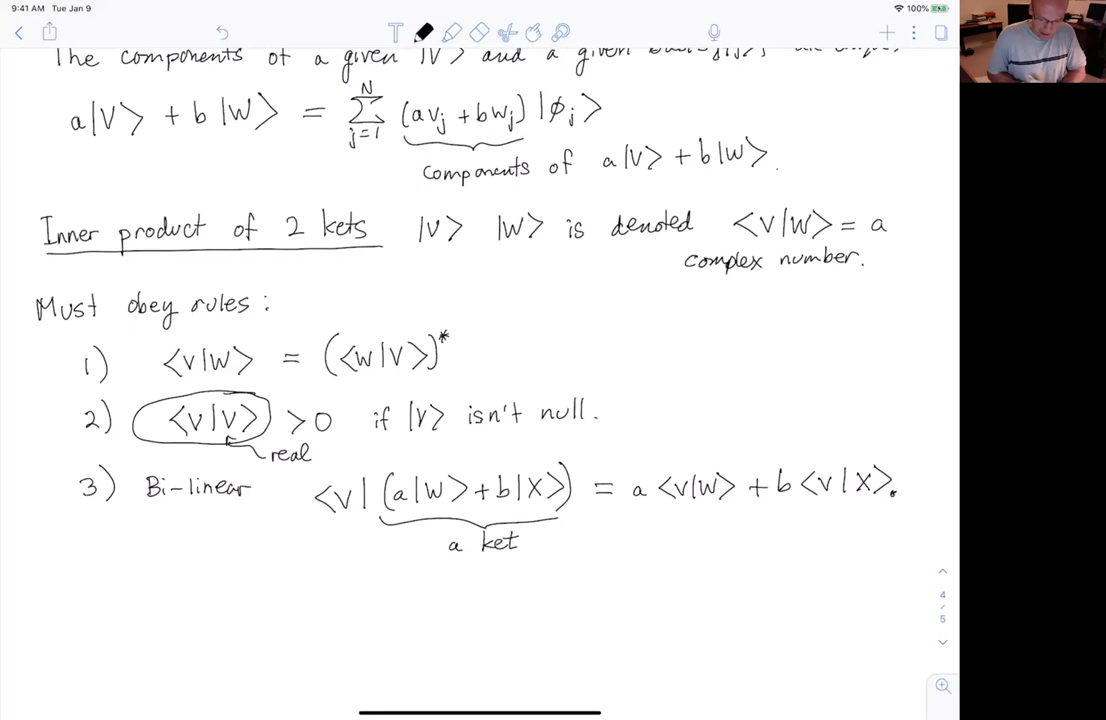 9:41 AM Tue Jan 9
100%
The components of a given |V> and a given
a|V> + b|W> = \sum_{j=1}^{N} (av_j + bw_j) |ϕ_j>
components of a|V> + b|W>.
Inner product of 2 kets |V> |W> is denoted <V|W> = a
complex number.
Must obey rules:
1) <V|W> = (<W|V>)*
2) <V|V> > 0 if |V> isn't null.
real
3) Bi-linear <V|(a|W> + b|X>) = a<V|W> + b<V|X>.
a ket
4
/
5